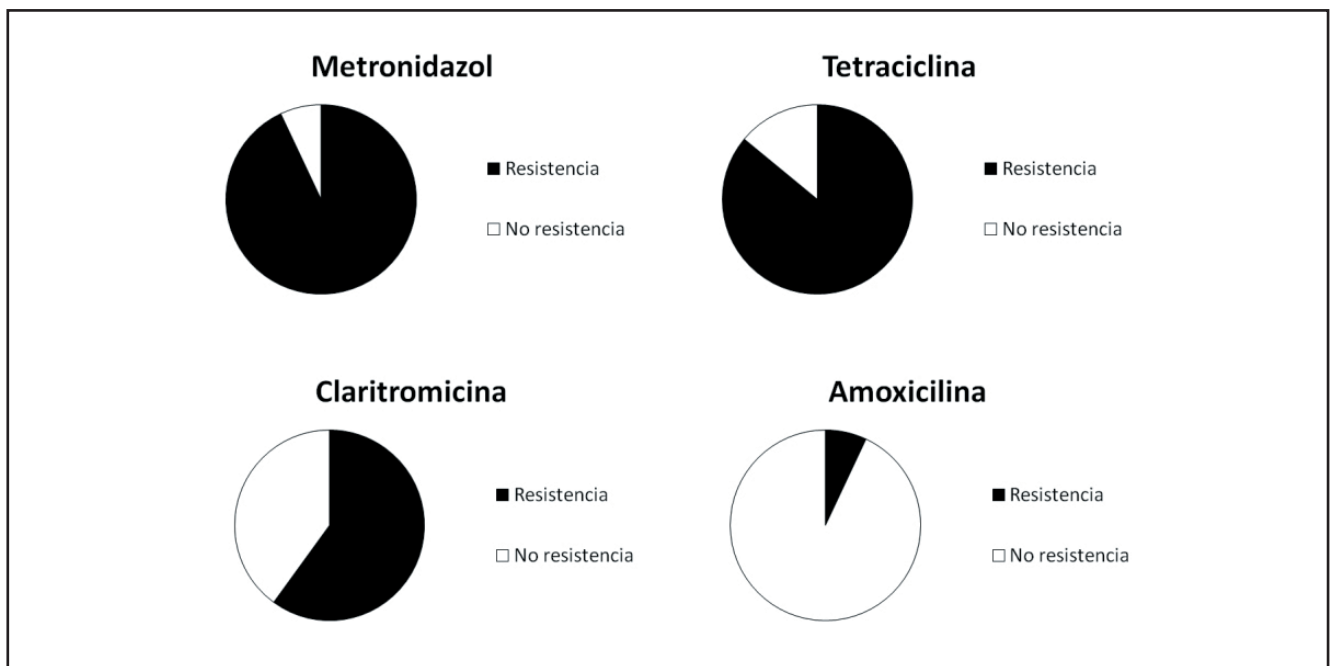 Metronidazol
Resistencia
No resistencia
Tetraciclina
Resistencia
No resistencia
Claritromicina
Resistencia
No resistencia
Amoxicilina
Resistencia
No resistencia